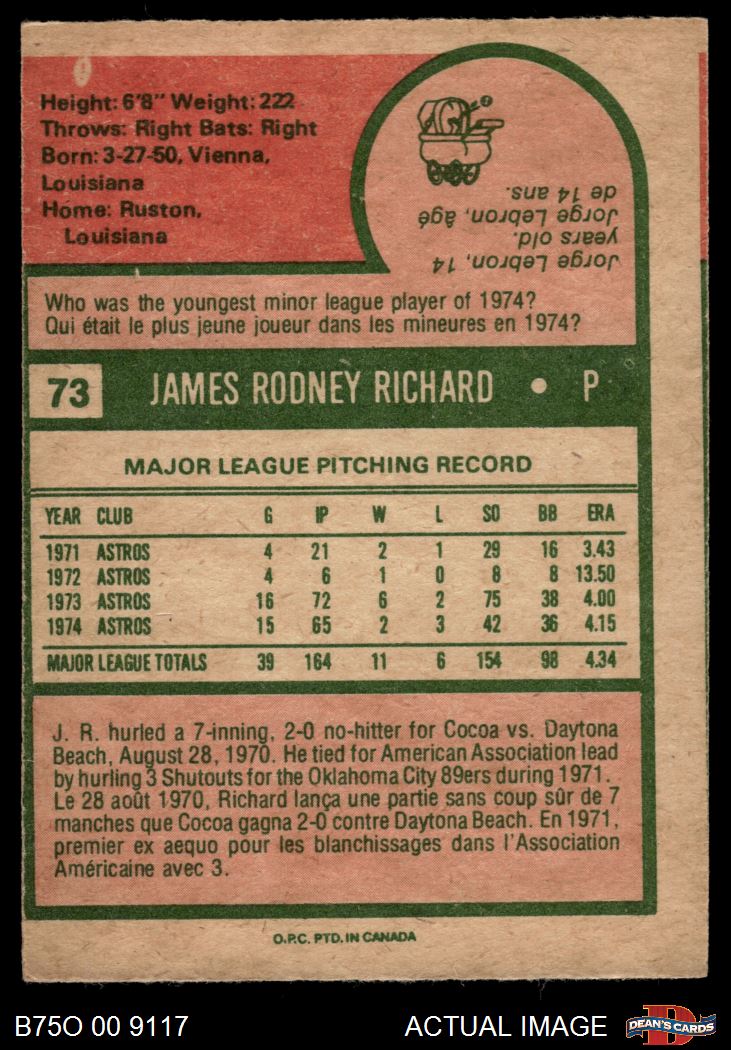 Height: 6'8" Weight: 222
Throws: Right Bats: Right
Born: 3-27-50, Vienna,
Louisiana
Home: Ruston,
Louisiana
Jorge Lebron, 14
years old.
Jorge Lebron, âgé
de 14 ans.
Who was the youngest minor league player of 1974?
Qui était le plus jeune joueur dans les mineures en 1974?
73 JAMES RODNEY RICHARD • P
MAJOR LEAGUE PITCHING RECORD
YEAR CLUB G IP W L SO BB ERA
1971 ASTROS 4 21 2 1 29 16 3.43
1972 ASTROS 4 6 1 0 8 8 13.50
1973 ASTROS 16 72 6 2 75 38 4.00
1974 ASTROS 15 65 2 3 42 36 4.15
MAJOR LEAGUE TOTALS 39 164 11 6 154 98 4.34
J. R. hurled a 7-inning, 2-0 no-hitter for Cocoa vs. Daytona
Beach, August 28, 1970. He tied for American Association lead
by hurling 3 Shutouts for the Oklahoma City 89ers during 1971.
Le 28 août 1970, Richard lança une partie sans coup sûr de 7
manches que Cocoa gagna 2-0 contre Daytona Beach. En 1971,
premier ex aequo pour les blanchissages dans l'Association
Américaine avec 3.
O.P.C. PTD. IN CANADA
B75O 00 9117 ACTUAL IMAGE DEAN'S CARDS